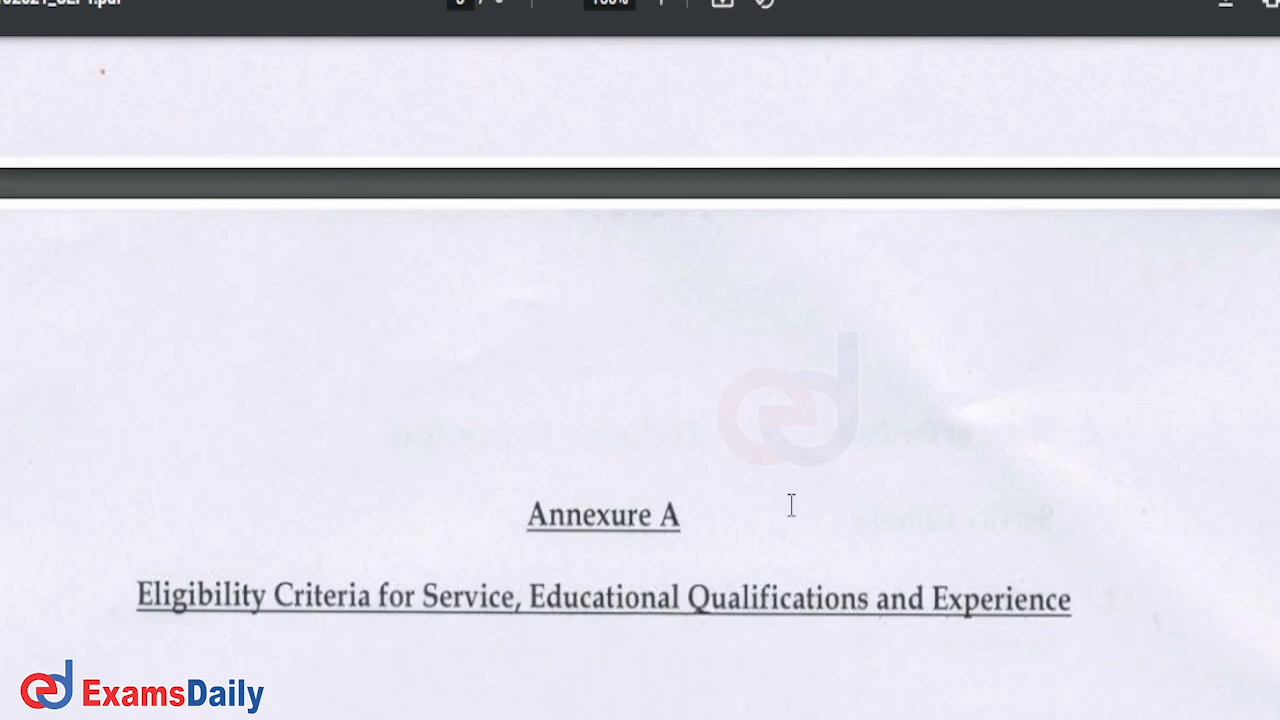 Annexure A
Eligibility Criteria for Service, Educational Qualifications and Experience
ExamsDaily